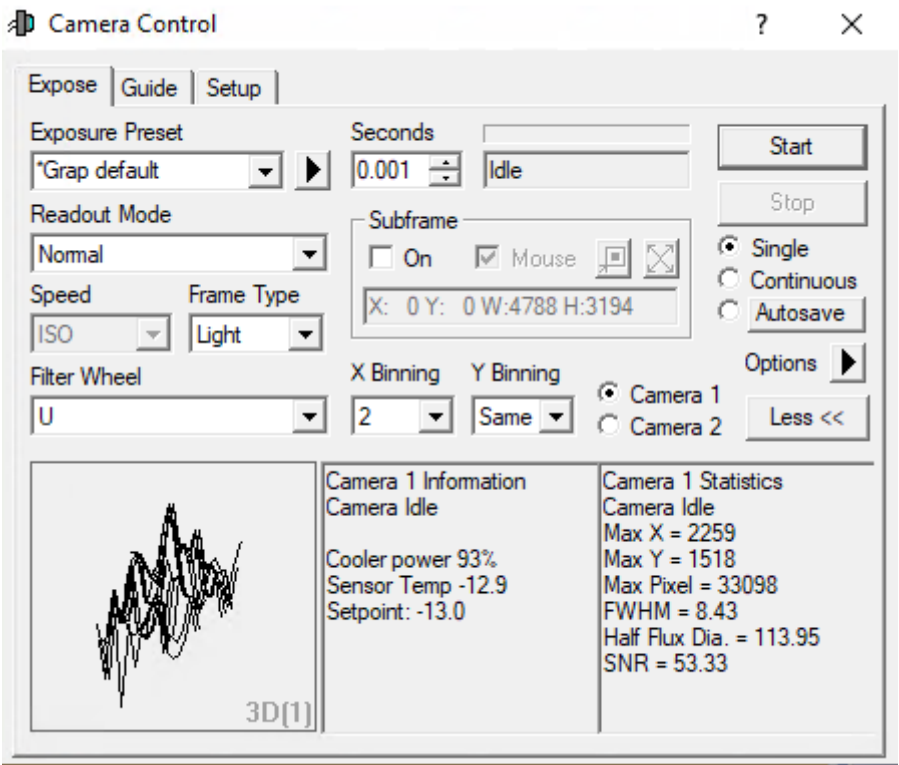 Camera Control ?
Expose Guide Setup
Exposure Preset
*Grap default
Seconds
0.001
Idle
Start
Stop
Readout Mode
Normal
Subframe
On Mouse
X: 0 Y: 0 W:4788 H:3194
Single
Continuous
Autosave
Speed
ISO
Frame Type
Light
Filter Wheel
U
X Binning
2
Y Binning
Same
Camera 1
Camera 2
Options
Less <<
3D(1)
Camera 1 Information
Camera Idle
Cooler power 93%
Sensor Temp -12.9
Setpoint: -13.0
Camera 1 Statistics
Camera Idle
Max X = 2259
Max Y = 1518
Max Pixel = 33098
FWHM = 8.43
Half Flux Dia. = 113.95
SNR = 53.33